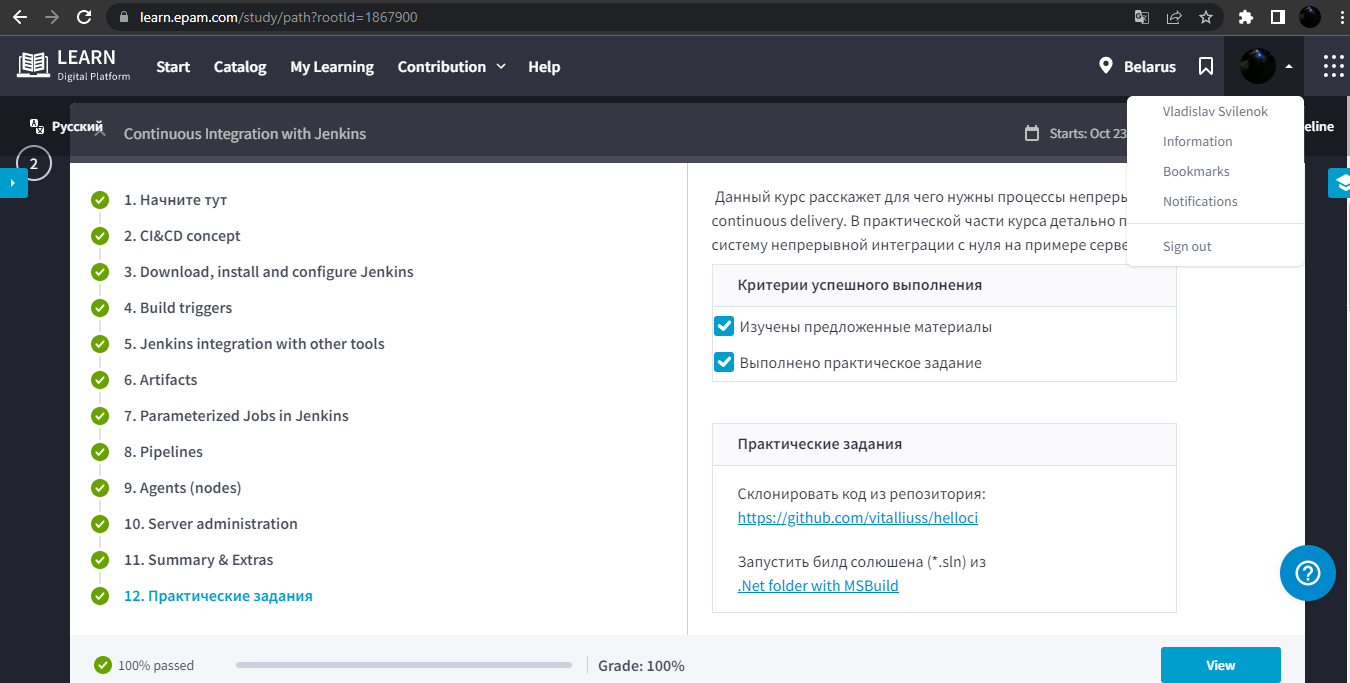 learn.epam.com/study/path?rootId=1867900
LEARN
Digital Platform
Start
Catalog
My Learning
Contribution
Help
Belarus
Vladislav Svilenok
Information
Bookmarks
Notifications
Sign out
Русский
2
Continuous Integration with Jenkins
Starts: Oct 23
eline
1. Начните тут
2. CI&CD concept
3. Download, install and configure Jenkins
4. Build triggers
5. Jenkins integration with other tools
6. Artifacts
7. Parameterized Jobs in Jenkins
8. Pipelines
9. Agents (nodes)
10. Server administration
11. Summary & Extras
12. Практические задания
Данный курс расскажет для чего нужны процессы непреры
continuous delivery. В практической части курса детально п
систему непрерывной интеграции с нуля на примере серве
Критерии успешного выполнения
Изучены предложенные материалы
Выполнено практическое задание
Практические задания
Склонировать код из репозитория:
https://github.com/vitalliuss/helloci
Запустить билд солюшена (*.sln) из
.Net folder with MSBuild
100% passed
Grade: 100%
View